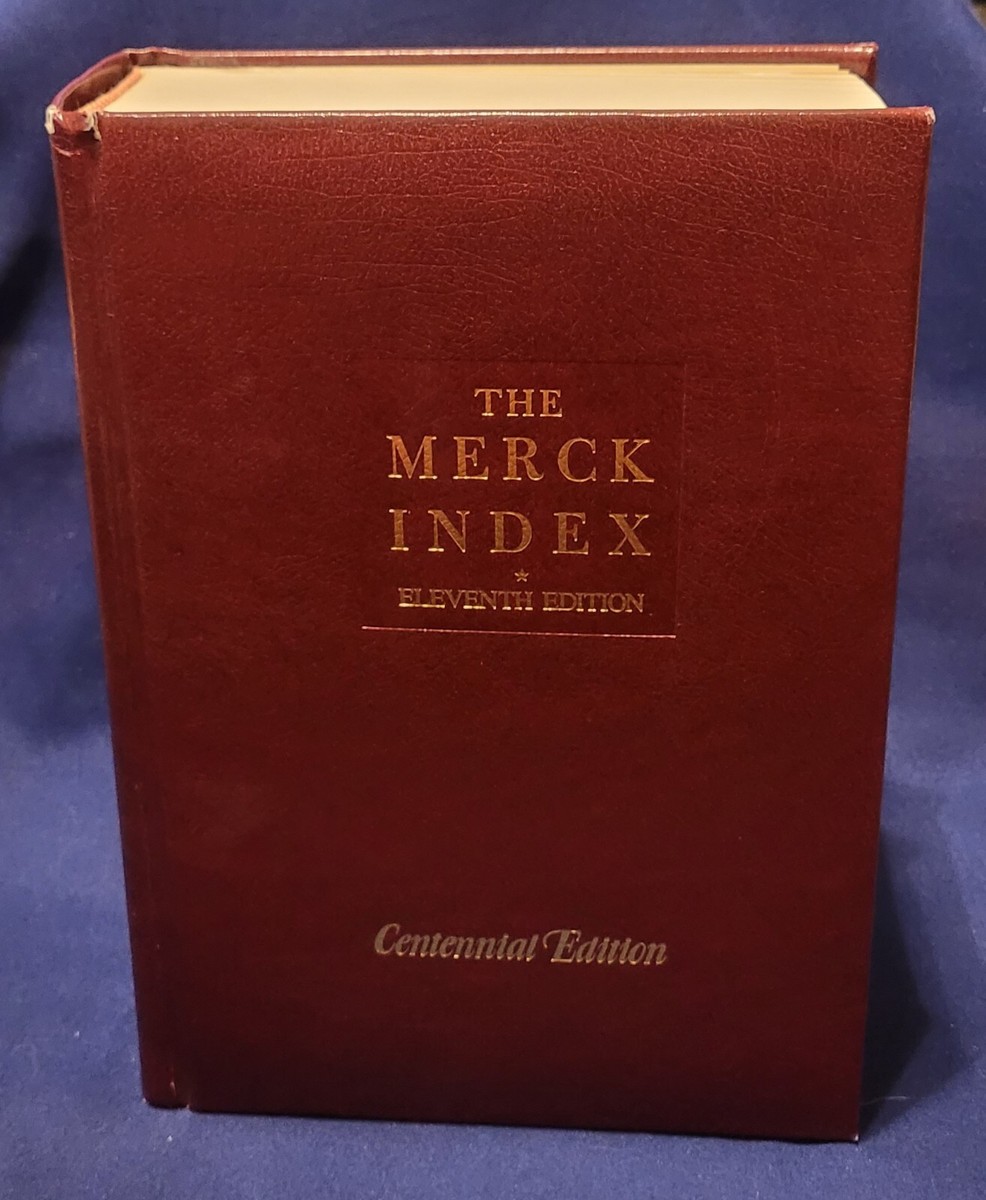 THE
MERCK
INDEX
ELEVENTH EDITION
Centennial Edition